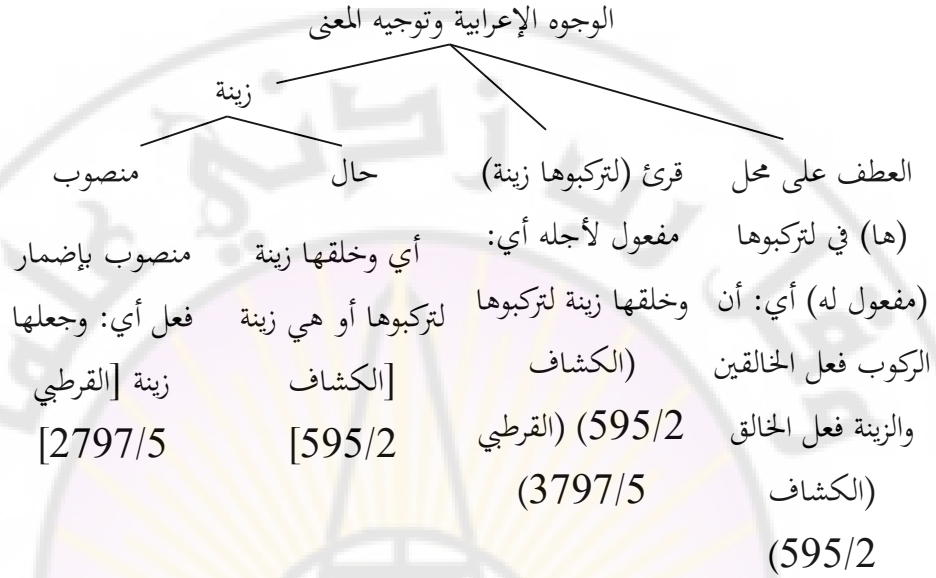 الوجوه الإعرابية وتوجيه المعنى
زينة
العطف على محل
(ها) في لتركبوها
(مفعول له) أي: أن
الركوب فعل الخالقين
والزينة فعل الخالق
(الكشاف
595/2)
قرئ (لتركبوها زينة)
مفعول لأجله أي:
وخلقها زينة لتركبوها
(الكشاف
595/2) (القرطبي
3797/5)
حال
أي وخلقها زينة
لتركبوها أو هي زينة
[الكشاف
595/2]
منصوب
منصوب بإضمار
فعل أي: وجعلها
زينة [القرطبي
2797/5]